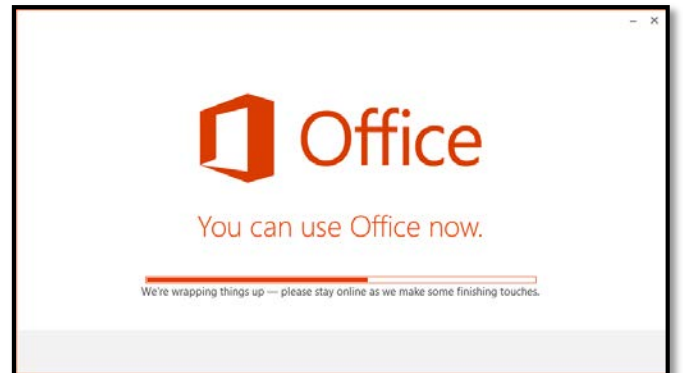 Office
You can use Office now.
We're wrapping things up — please stay online as we make some finishing touches.